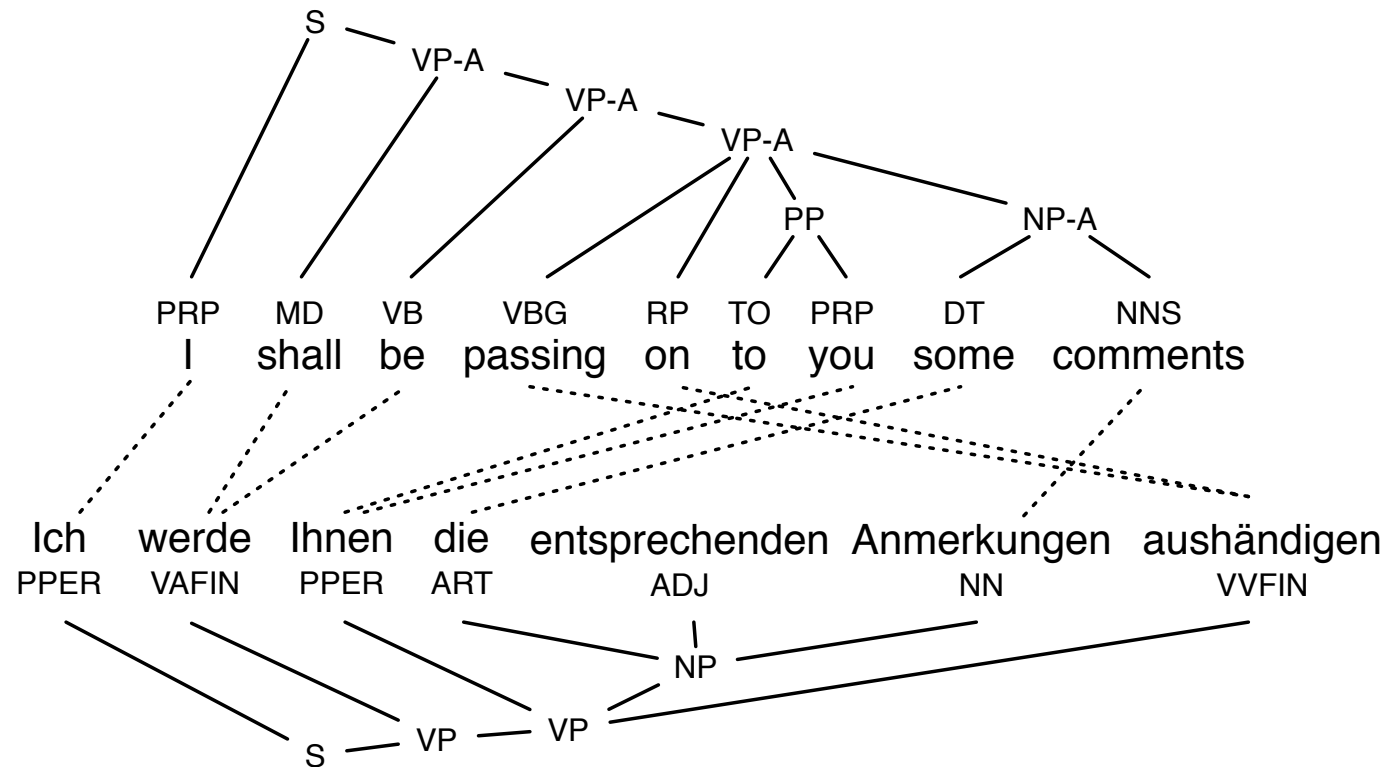 S
VP-A
VP-A
VP-A
PP NP-A
PRP MD VB VBG RP TO PRP DT NNS
I shall be passing on to you some comments
Ich werde Ihnen die entsprechenden Anmerkungen aushändigen
PPER VAFIN PPER ART ADJ NN VVFIN
NP
VP
VP
S